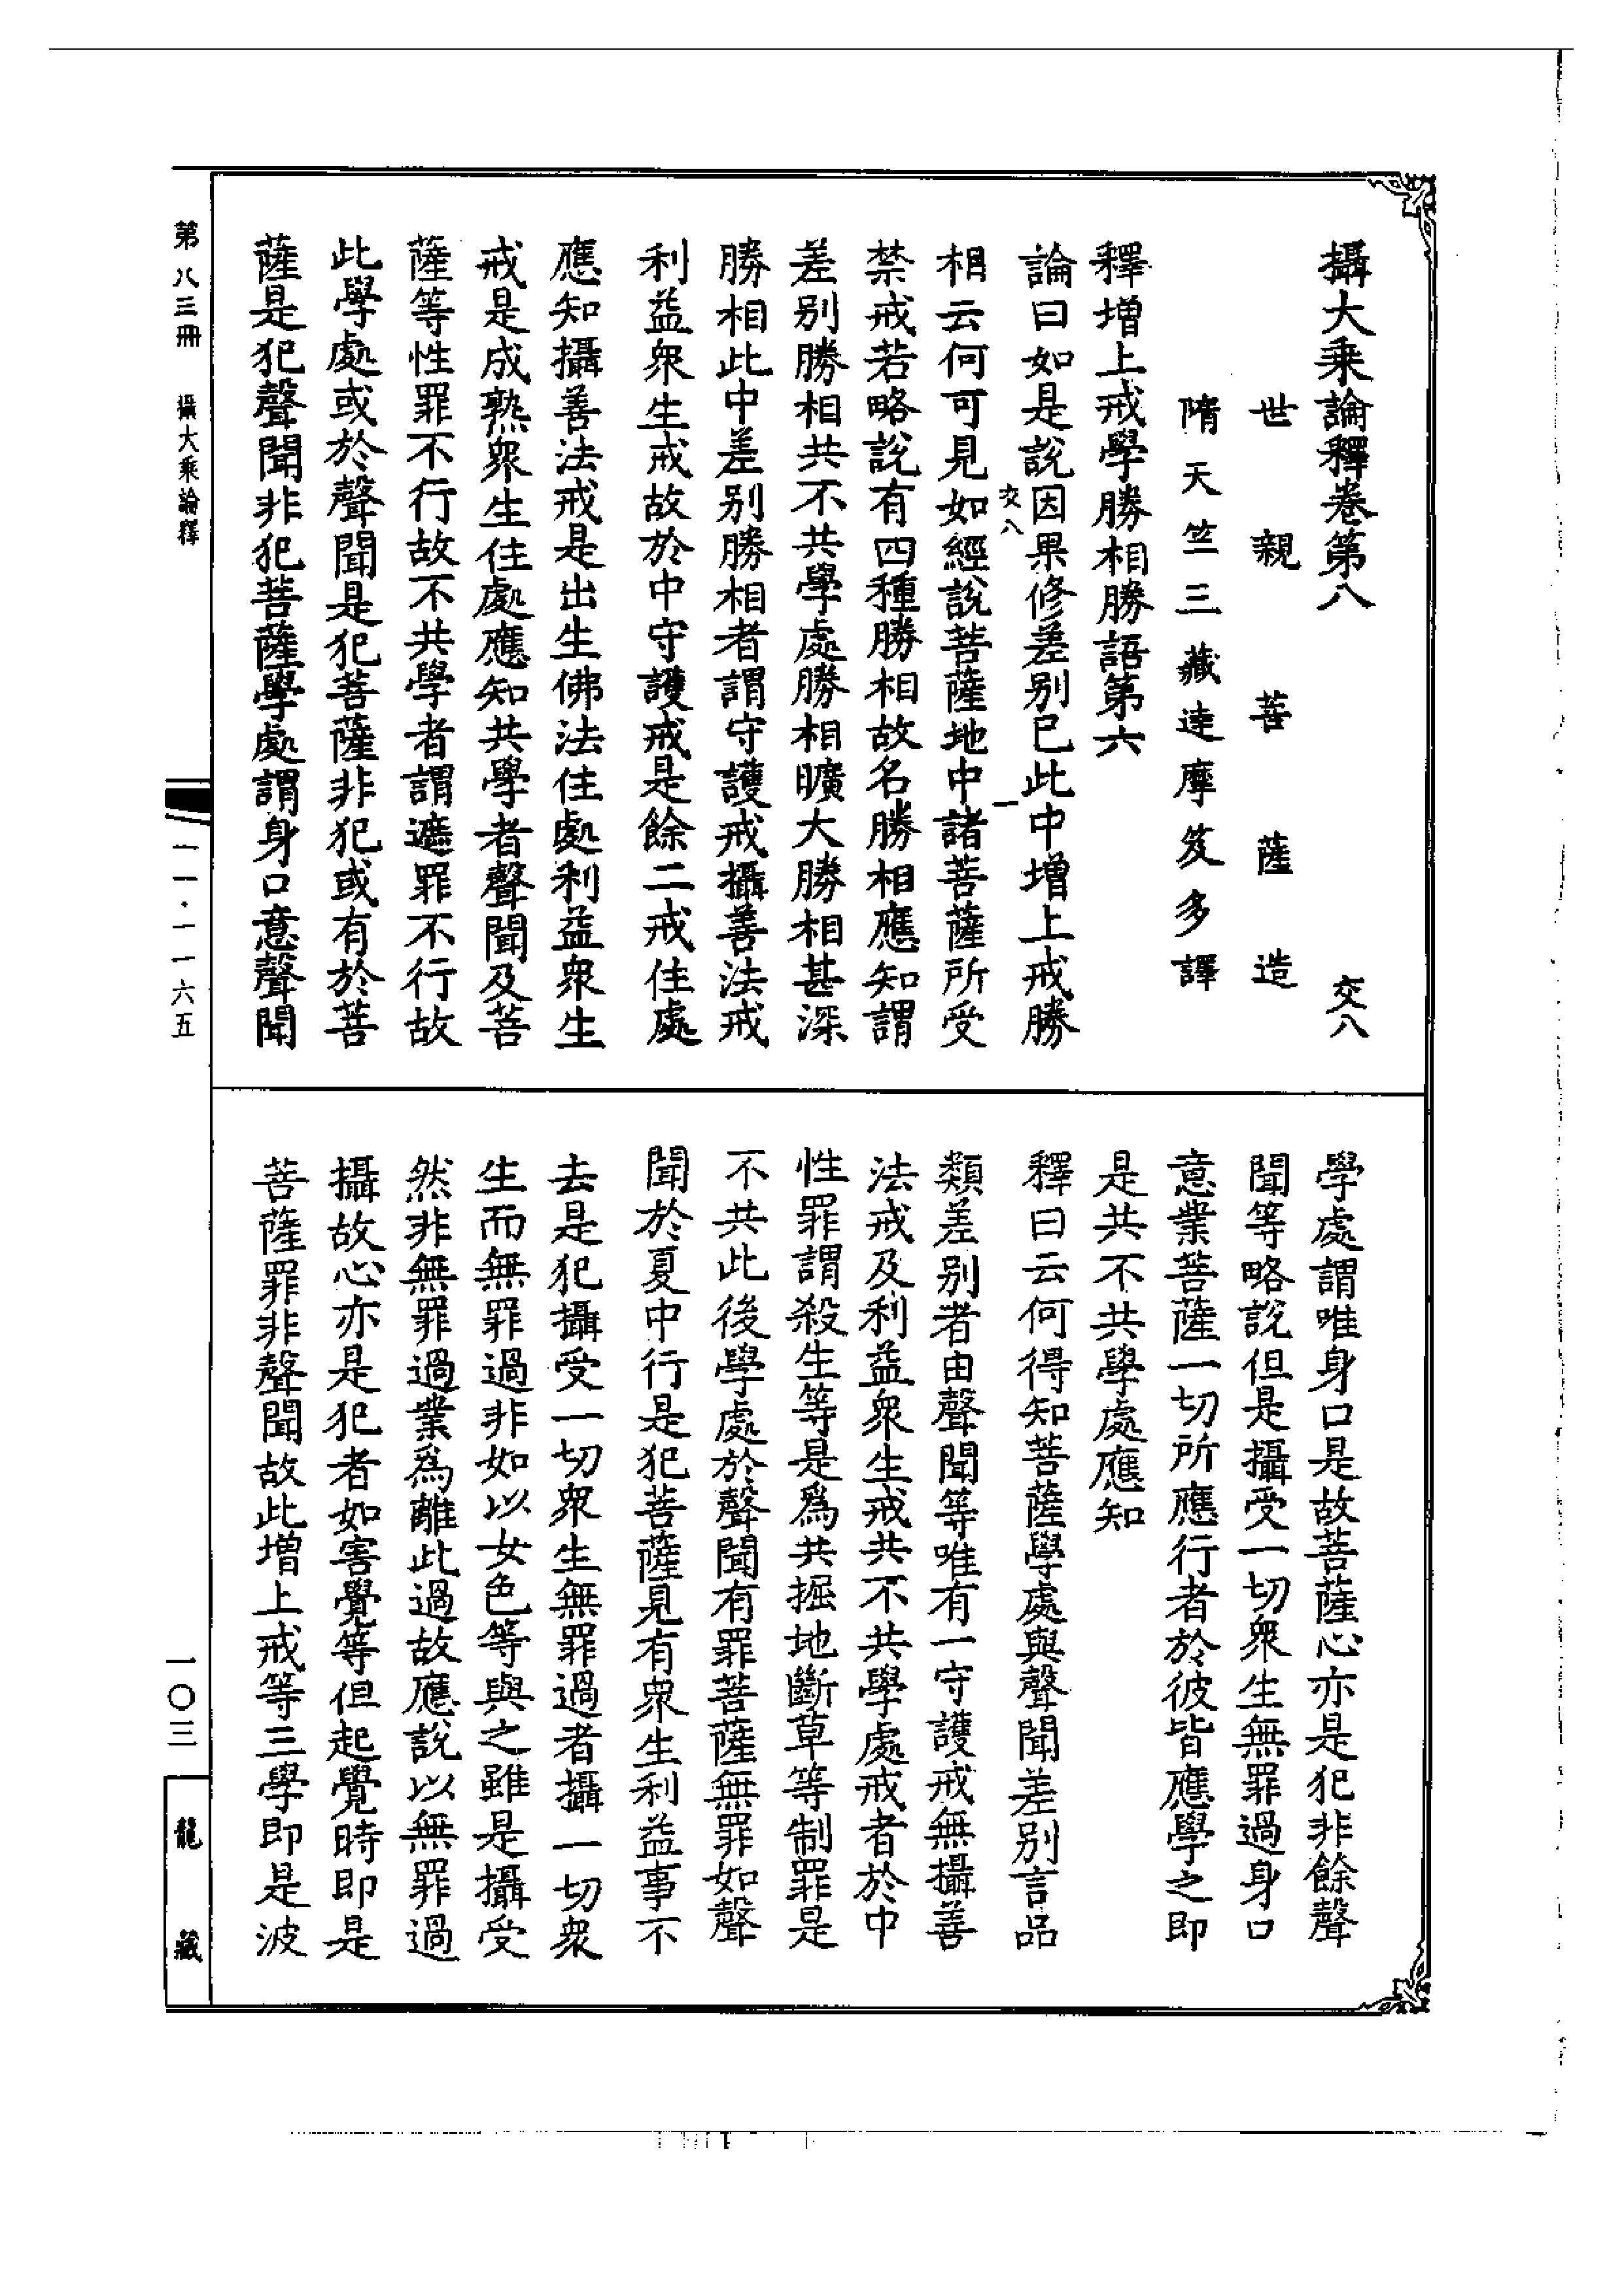 攝大乘論釋卷第八　交八
世親菩薩造
隋天竺三藏達摩笈多譯
釋增上戒學勝相勝語第六
論曰如是說因果修差別已此中增上戒勝
交八　一
相云何可見如經說菩薩地中諸菩薩所受
禁戒若略說有四種勝相故名勝相應知謂
差別勝相共不共學處勝相曠大勝相甚深
勝相此中差別勝相者謂守護戒攝善法戒
利益衆生戒故於中守護戒是餘二戒住處
應知攝善法戒是出生佛法住處利益衆生
戒是成熟衆生住處應知共學者聲聞及菩
薩等性罪不行故不共學者謂遮罪不行故
此學處或於聲聞是犯菩薩非犯或有於菩
薩是犯聲聞非犯菩薩學處謂身口意聲聞
學處謂唯身口是故菩薩心亦是犯非餘聲
聞等略說但是攝受一切衆生無罪過身口
意業菩薩一切所應行者於彼皆應學之即
是共不共學處應知
釋曰云何得知菩薩學處與聲聞差別言品
類差別者由聲聞等唯有一守護戒無攝善
法戒及利益衆生戒共不共學處戒者於中
性罪謂殺生等是爲共掘地斷草等制罪是
不共此後學處於聲聞有罪菩薩無罪如聲
聞於夏中行是犯菩薩見有衆生利益事不
去是犯攝受一切衆生無罪過者攝一切衆
生而無罪過非如以女色等與之雖是攝受
然非無罪過業爲離此過故應說以無罪過
攝故心亦是犯者如害覺等但起覺時即是
菩薩罪非聲聞故此增上戒等三學即是波
第八三冊　攝大乘論釋
一一·一一六五
一〇三
龍藏